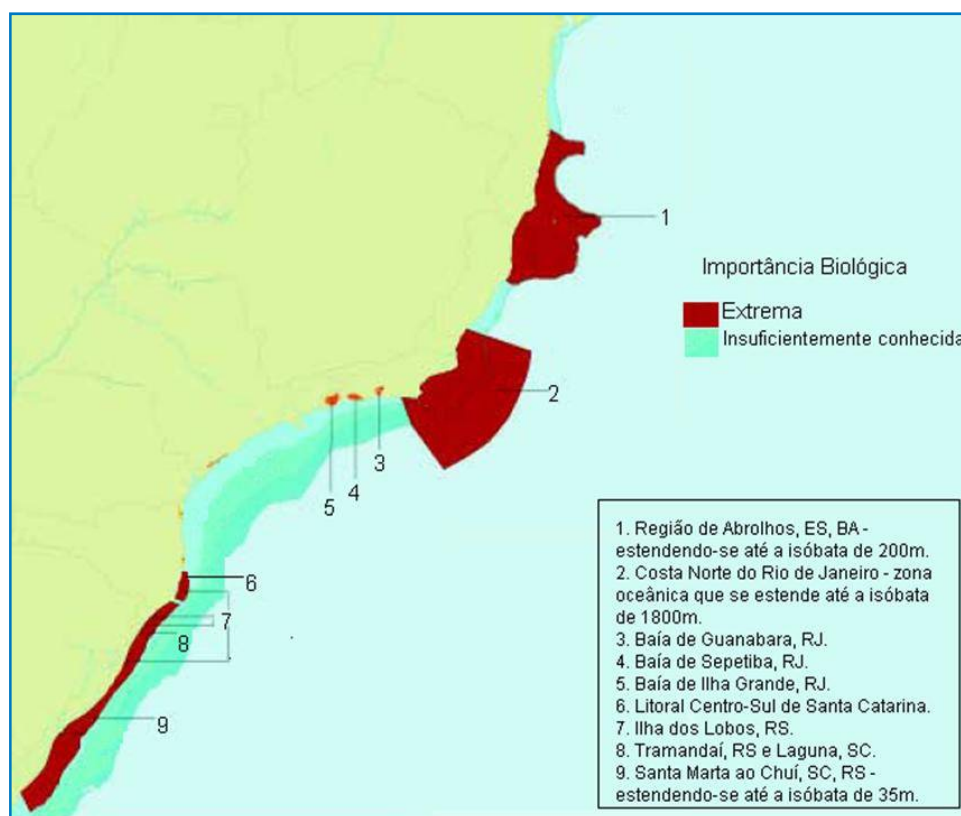 1
Importância Biológica
Extrema
Insuficientemente conhecida
2
3
4
5
6
7
8
9
1. Região de Abrolhos, ES, BA -
estendendo-se até a isóbata de 200m.
2. Costa Norte do Rio de Janeiro - zona
oceânica que se estende até a isóbata
de 1800m.
3. Baía de Guanabara, RJ.
4. Baía de Sepetiba, RJ.
5. Baía de Ilha Grande, RJ.
6. Litoral Centro-Sul de Santa Catarina.
7. Ilha dos Lobos, RS.
8. Tramandaí, RS e Laguna, SC.
9. Santa Marta ao Chuí, SC, RS -
estendendo-se até a isóbata de 35m.